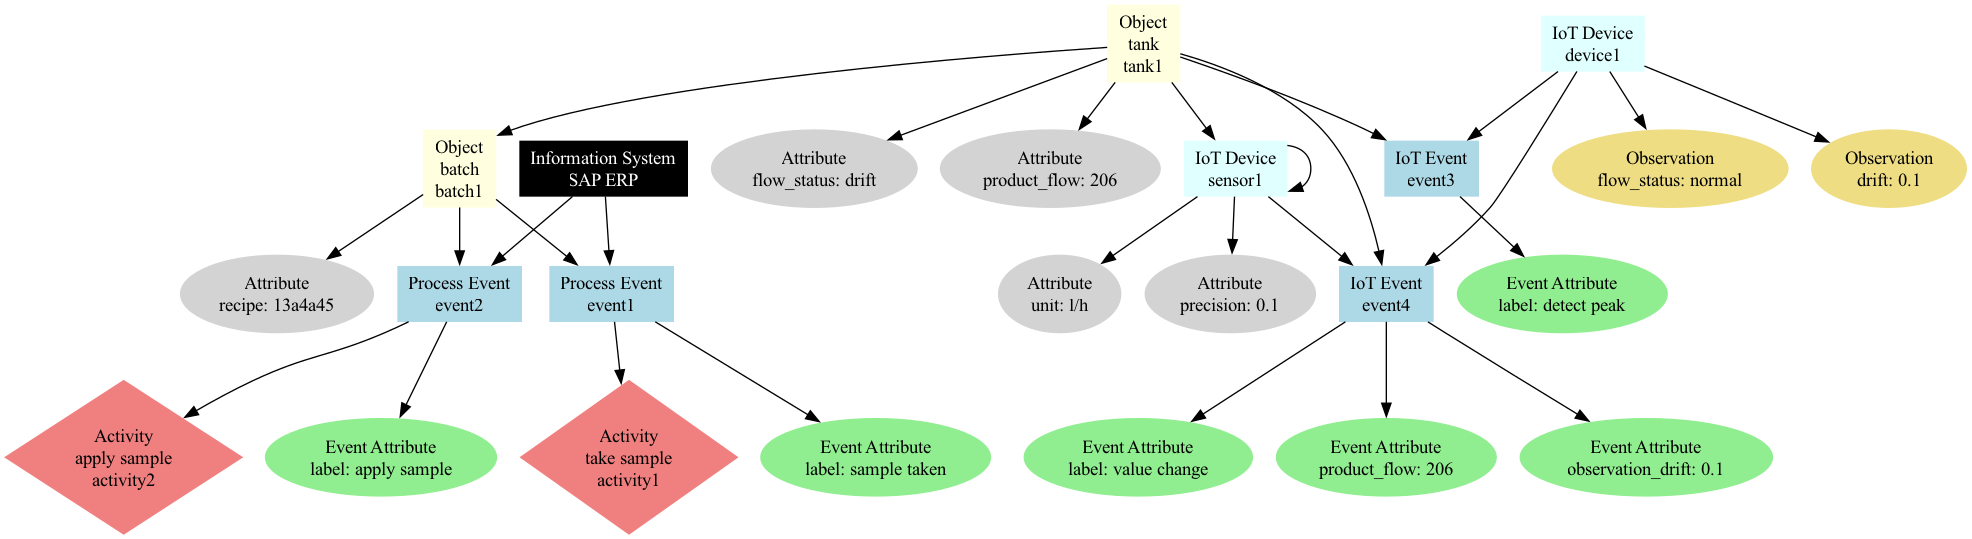 Object
tank
tank1
IoT Device
device1
Object
batch
batch1
Information System
SAP ERP
Attribute
flow_status: drift
Attribute
product_flow: 206
IoT Device
sensor1
IoT Event
event3
Observation
flow_status: normal
Observation
drift: 0.1
Attribute
recipe: 13a4a45
Process Event
event2
Process Event
event1
Attribute
unit: l/h
Attribute
precision: 0.1
IoT Event
event4
Event Attribute
label: detect peak
Activity
apply sample
activity2
Event Attribute
label: apply sample
Activity
take sample
activity1
Event Attribute
label: sample taken
Event Attribute
label: value change
Event Attribute
product_flow: 206
Event Attribute
observation_drift: 0.1